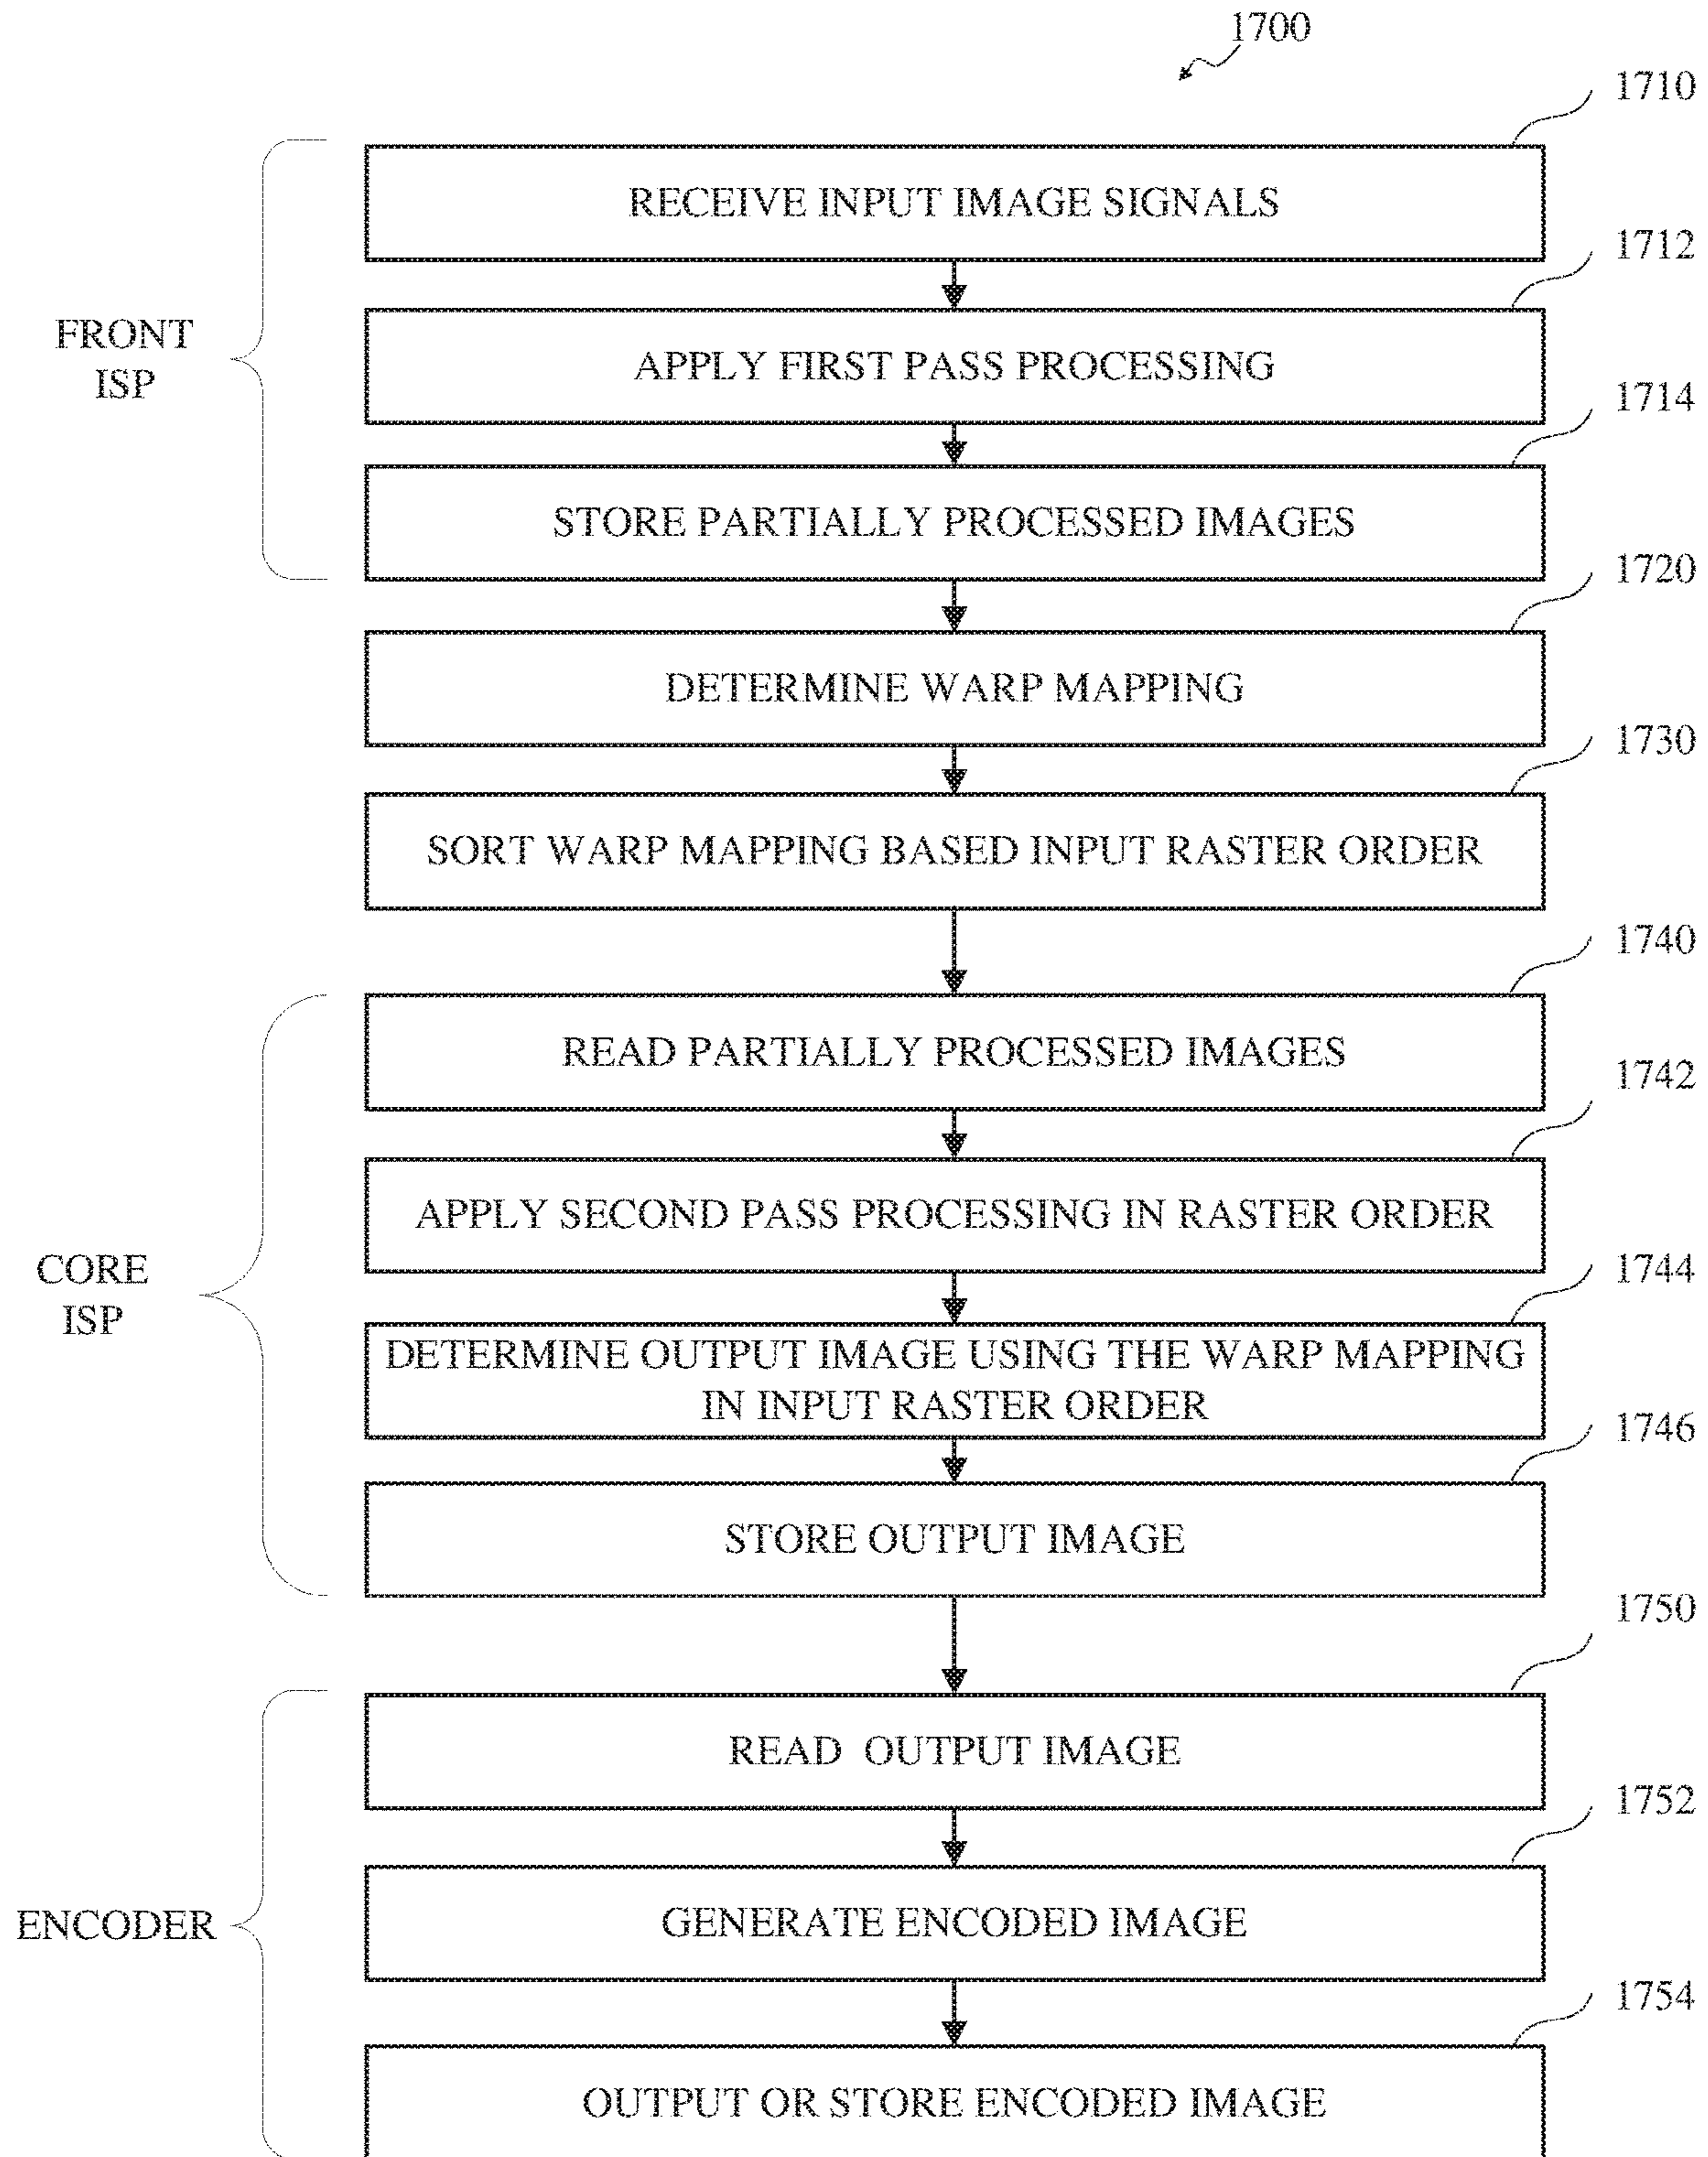 1700
1710
RECEIVE INPUT IMAGE SIGNALS
1712
FRONT
ISP
APPLY FIRST PASS PROCESSING
1714
STORE PARTIALLY PROCESSED IMAGES
1720
DETERMINE WARP MAPPING
1730
SORT WARP MAPPING BASED INPUT RASTER ORDER
1740
READ PARTIALLY PROCESSED IMAGES
1742
APPLY SECOND PASS PROCESSING IN RASTER ORDER
CORE
ISP
1744
DETERMINE OUTPUT IMAGE USING THE WARP MAPPING
IN INPUT RASTER ORDER
1746
STORE OUTPUT IMAGE
1750
READ OUTPUT IMAGE
1752
ENCODER
GENERATE ENCODED IMAGE
1754
OUTPUT OR STORE ENCODED IMAGE